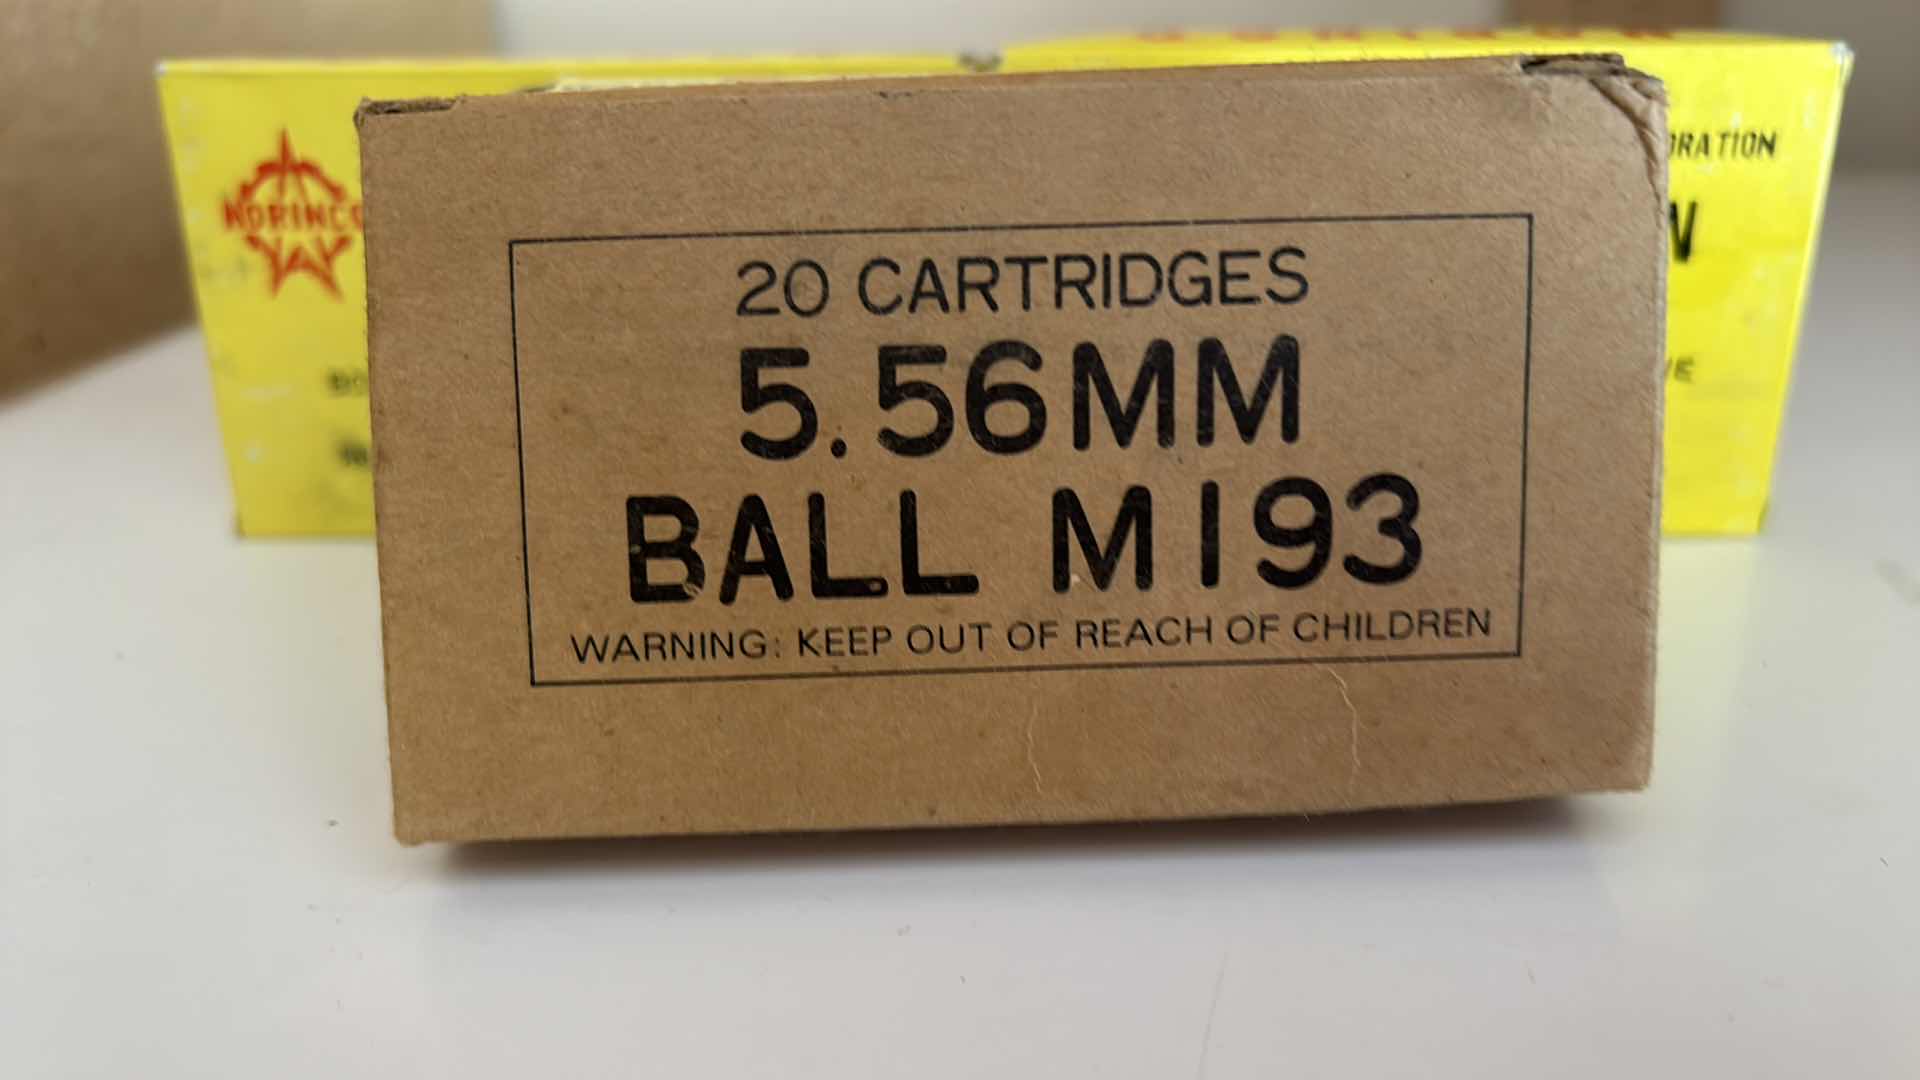 NORINCO
ORATION
20 CARTRIDGES
5.56MM
BALL M193
WARNING: KEEP OUT OF REACH OF CHILDREN